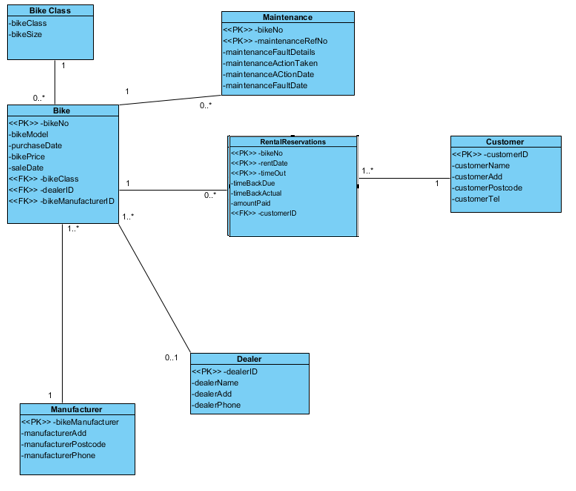 Bike Class
-bikeClass
-bikeSize
1
0..*
Maintenance
<<PK>> -bikeNo
<<PK>> -maintenanceRefNo
-maintenanceFaultDetails
-maintenanceActionTaken
-maintenanceACtionDate
-maintenanceFaultDate
1
0..*
Bike
<<PK>> -bikeNo
-bikeModel
-purchaseDate
-bikePrice
-saleDate
<<FK>> -bikeClass
<<FK>> -dealerID
<<FK>> -bikeManufacturerID
1
0..*
1..*
1..*
RentalReservations
<<PK>> -bikeNo
<<PK>> -rentDate
<<PK>> -timeOut
-timeBackDue
-timeBackActual
-amountPaid
<<FK>> -customerID
1..*
1
Customer
<<PK>> -customerID
-customerName
-customerAdd
-customerPostcode
-customerTel
0..1
Dealer
<<PK>> -dealerID
-dealerName
-dealerAdd
-dealerPhone
1
Manufacturer
<<PK>> -bikeManufacturer
-manufacturerAdd
-manufacturerPostcode
-manufacturerPhone